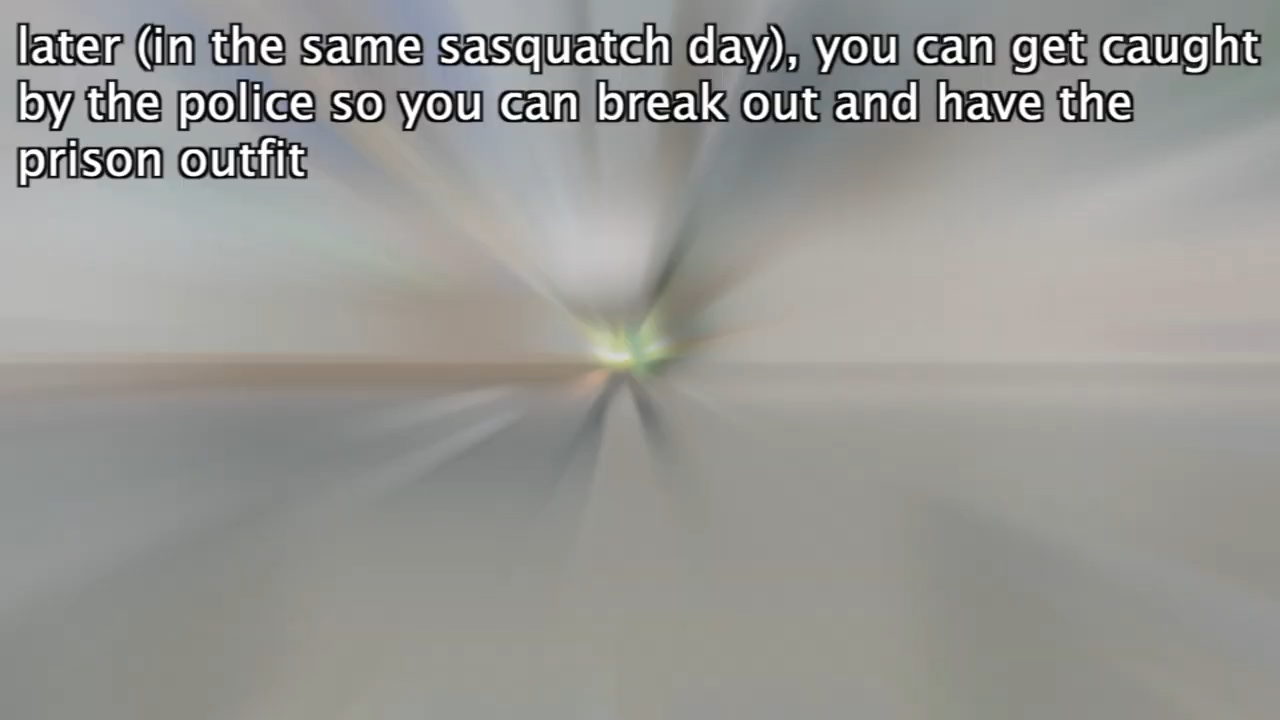 later (in the same sasquatch day), you can get caught
by the police so you can break out and have the
prison outfit